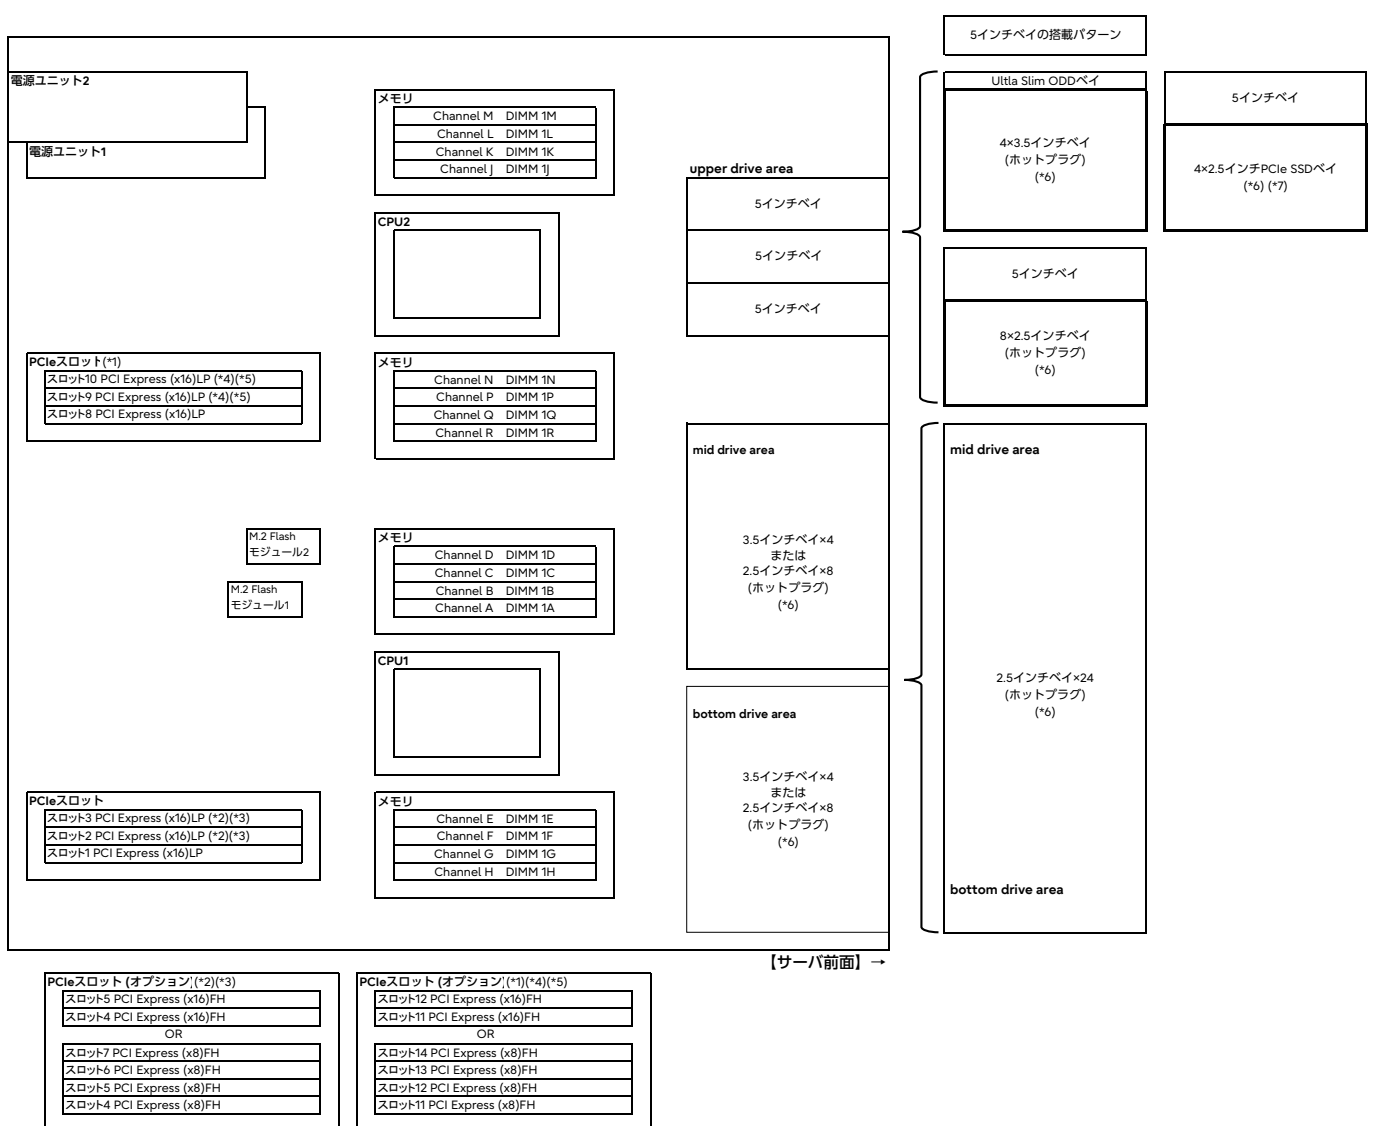 5インチベイの搭載パターン
電源ユニット2
電源ユニット1
メモリ
Channel M DIMM 1M
Channel L DIMM 1L
Channel K DIMM 1K
Channel J DIMM 1J
CPU2
upper drive area
5インチベイ
5インチベイ
5インチベイ
Ultla Slim ODDベイ
4×3.5インチベイ
(ホットプラグ)
(*6)
5インチベイ
4×2.5インチPCIe SSDベイ
(*6) (*7)
5インチベイ
8×2.5インチベイ
(ホットプラグ)
(*6)
PCIeスロット(*1)
スロット10 PCI Express (x16)LP (*4)(*5)
スロット9 PCI Express (x16)LP (*4)(*5)
スロット8 PCI Express (x16)LP
メモリ
Channel N DIMM 1N
Channel P DIMM 1P
Channel Q DIMM 1Q
Channel R DIMM 1R
M.2 Flash
モジュール2
M.2 Flash
モジュール1
メモリ
Channel D DIMM 1D
Channel C DIMM 1C
Channel B DIMM 1B
Channel A DIMM 1A
CPU1
mid drive area
3.5インチベイ×4
または
2.5インチベイ×8
(ホットプラグ)
(*6)
bottom drive area
3.5インチベイ×4
または
2.5インチベイ×8
(ホットプラグ)
(*6)
mid drive area
2.5インチベイ×24
(ホットプラグ)
(*6)
bottom drive area
PCIeスロット
スロット3 PCI Express (x16)LP (*2)(*3)
スロット2 PCI Express (x16)LP (*2)(*3)
スロット1 PCI Express (x16)LP
メモリ
Channel E DIMM 1E
Channel F DIMM 1F
Channel G DIMM 1G
Channel H DIMM 1H
【サーバ前面】→
PCIeスロット (オプション)(*2)(*3)
スロット5 PCI Express (x16)FH
スロット4 PCI Express (x16)FH
OR
スロット7 PCI Express (x8)FH
スロット6 PCI Express (x8)FH
スロット5 PCI Express (x8)FH
スロット4 PCI Express (x8)FH
PCIeスロット (オプション)(*1)(*4)(*5)
スロット12 PCI Express (x16)FH
スロット11 PCI Express (x16)FH
OR
スロット14 PCI Express (x8)FH
スロット13 PCI Express (x8)FH
スロット12 PCI Express (x8)FH
スロット11 PCI Express (x8)FH